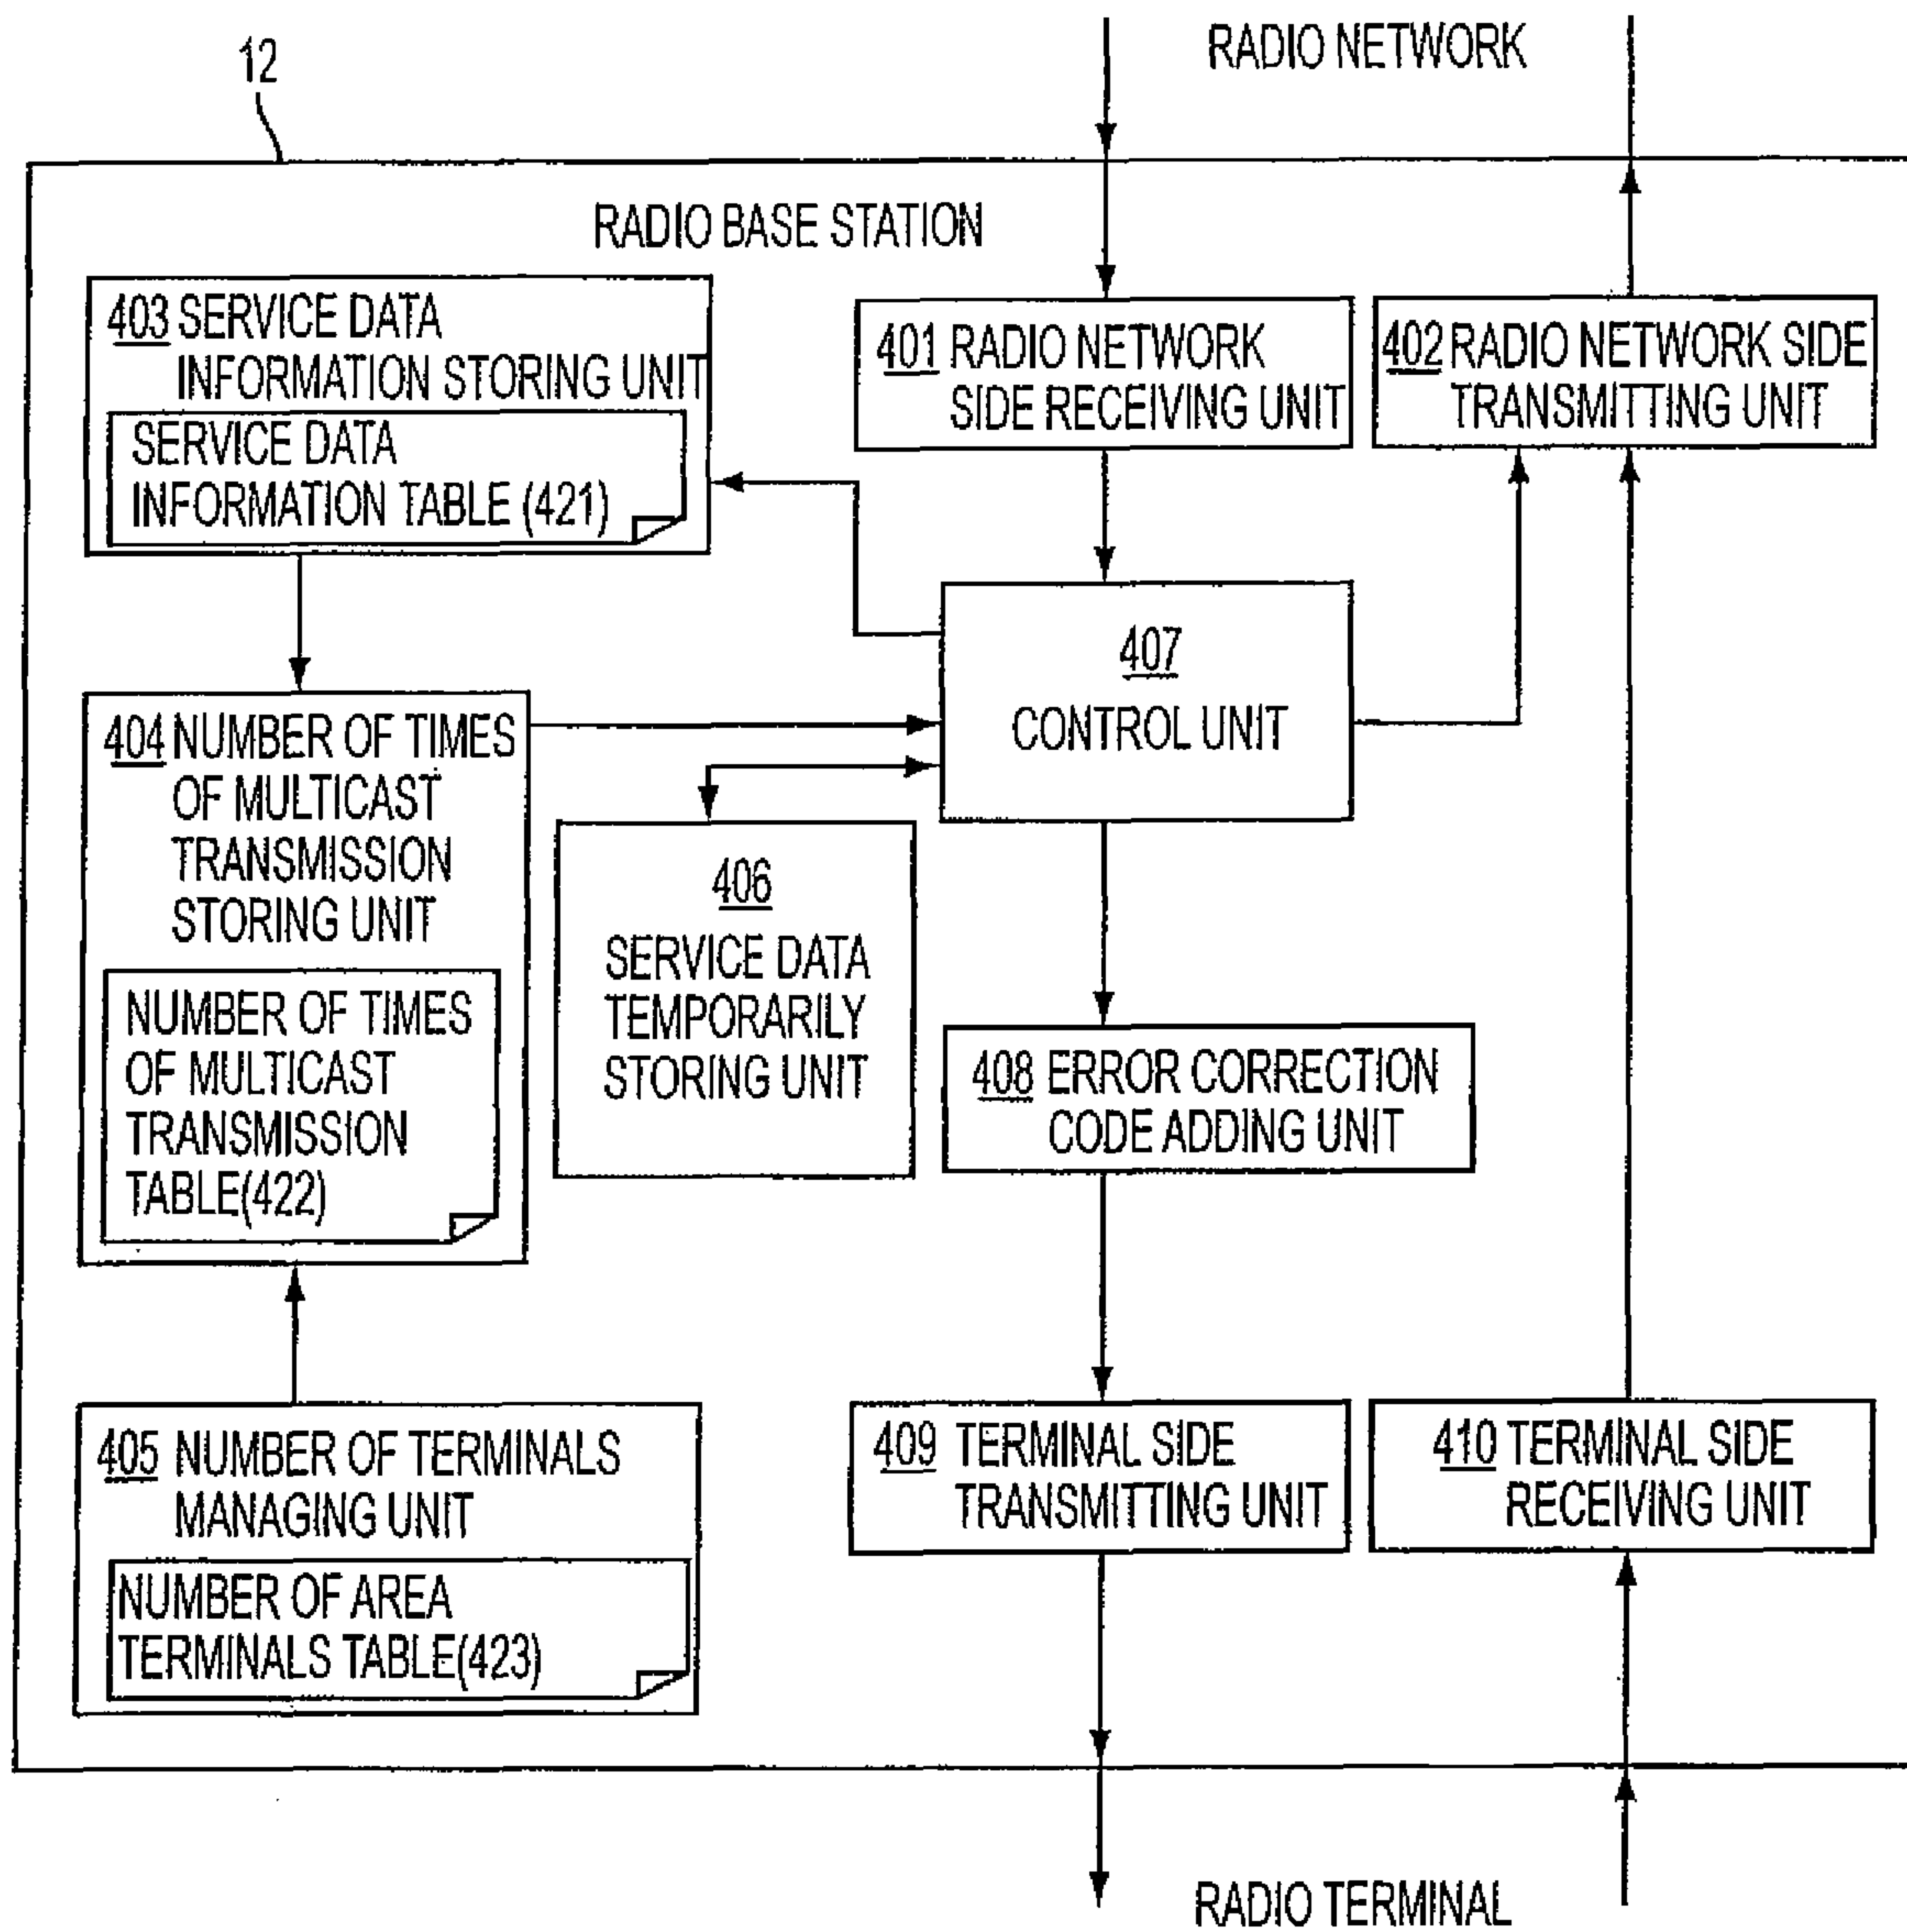 RADIO NETWORK
12
RADIO BASE STATION
403 SERVICE DATA
INFORMATION STORING UNIT
SERVICE DATA
INFORMATION TABLE (421)
401 RADIO NETWORK
SIDE RECEIVING UNIT
402 RADIO NETWORK SIDE
TRANSMITTING UNIT
407
CONTROL UNIT
404 NUMBER OF TIMES
OF MULTICAST
TRANSMISSION
STORING UNIT
NUMBER OF TIMES
OF MULTICAST
TRANSMISSION
TABLE(422)
406
SERVICE DATA
TEMPORARILY
STORING UNIT
408 ERROR CORRECTION
CODE ADDING UNIT
405 NUMBER OF TERMINALS
MANAGING UNIT
NUMBER OF AREA
TERMINALS TABLE(423)
409 TERMINAL SIDE
TRANSMITTING UNIT
410 TERMINAL SIDE
RECEIVING UNIT
RADIO TERMINAL